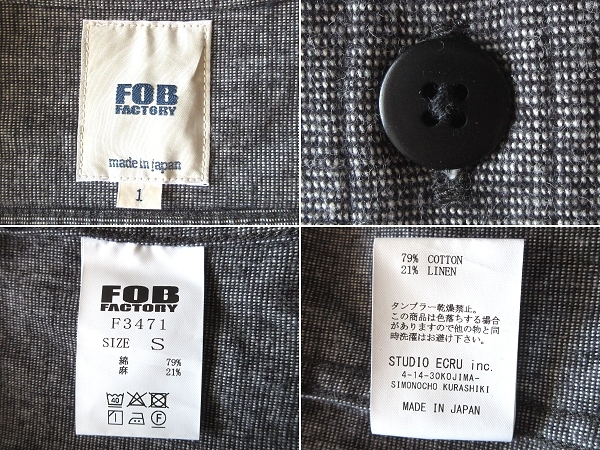 FOB
FACTORY
made in japan
1
FOB
FACTORY
F3471
SIZE S
綿 79%
麻 21%
79% COTTON
21% LINEN
タンブラー乾燥禁止。
この商品は色落ちする場合
がありますので他の物と同
時洗濯はお避け下さい。
STUDIO ECRU inc.
4-14-30KOJIMA-
SIMONOCHO KURASHIKI
MADE IN JAPAN